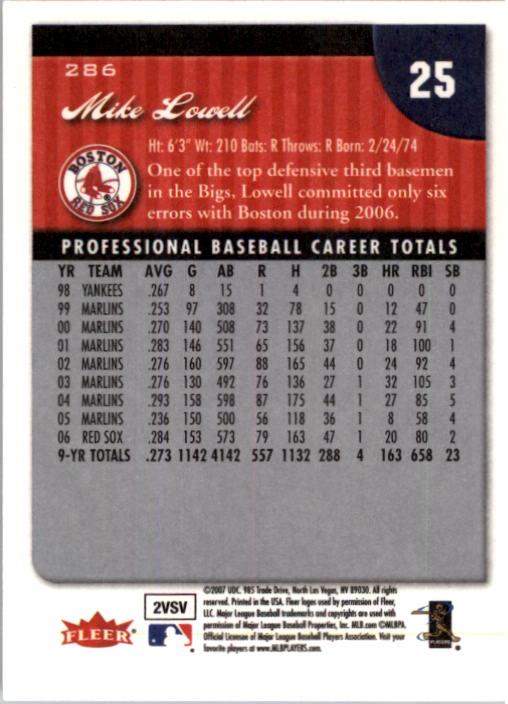 286
25
Mike Lowell
Ht: 6'3" Wt: 210 Bats: R Throws: R Born: 2/24/74
BOSTON
RED SOX
One of the top defensive third basemen
in the Bigs, Lowell committed only six
errors with Boston during 2006.
PROFESSIONAL BASEBALL CAREER TOTALS
YR TEAM AVG G AB R H 2B 3B HR RBI SB
98 YANKEES .267 8 15 1 4 0 0 0 0 0
99 MARLINS .253 97 308 32 78 15 0 12 47 0
00 MARLINS .270 140 508 73 137 38 0 22 91 4
01 MARLINS .283 146 551 65 156 37 0 18 100 1
02 MARLINS .276 160 597 88 165 44 0 24 92 4
03 MARLINS .276 130 492 76 136 27 1 32 105 3
04 MARLINS .293 158 598 87 175 44 1 27 85 5
05 MARLINS .236 150 500 56 118 36 1 8 58 4
06 RED SOX .284 153 573 79 163 47 1 20 80 2
9-YR TOTALS .273 1142 4142 557 1132 288 4 163 658 23
©2007 UDC. 985 Trade Drive, North Las Vegas, NV 89030. All rights
reserved. Printed in the USA. Fleer logos used by permission of Fleer,
LLC. Major League Baseball trademarks and copyrights are used with
permission of Major League Baseball Properties, Inc. MLB.com ©MLBPA.
Official Licensee of Major League Baseball Players Association. Visit your
favorite players at www.MLBPLAYERS.com.
2VSV
FLEER
PLAYERS